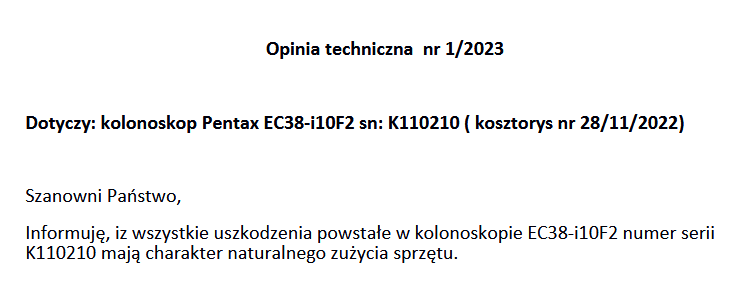 Opinia techniczna  nr 1/2023
Dotyczy: kolonoskop Pentax EC38-i10F2 sn: K110210 ( kosztorys nr 28/11/2022)
Szanowni Państwo,
Informuję, iz wszystkie uszkodzenia powstałe w kolonoskopie EC38-i10F2 numer serii
K110210 mają charakter naturalnego zużycia sprzętu.